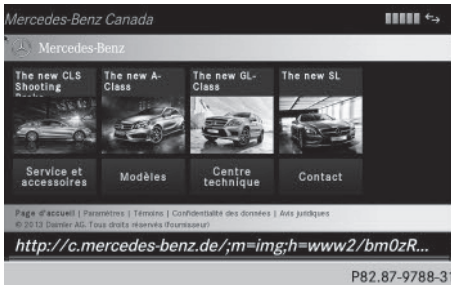 Mercedes-Benz Canada
Mercedes-Benz
The new CLS Shooting
The new A-Class
The new GL-Class
The new SL
Service et accessoires
Modèles
Centre technique
Contact
Page d'accueil | Paramètres | Témoins | Confidentialité des données | Avis juridiques
© 2013 Daimler AG. Tous droits réservés (fournisseur)
http://c.mercedes-benz.de/;m=img;h=www2/bm0zR...
P82.87-9788-31